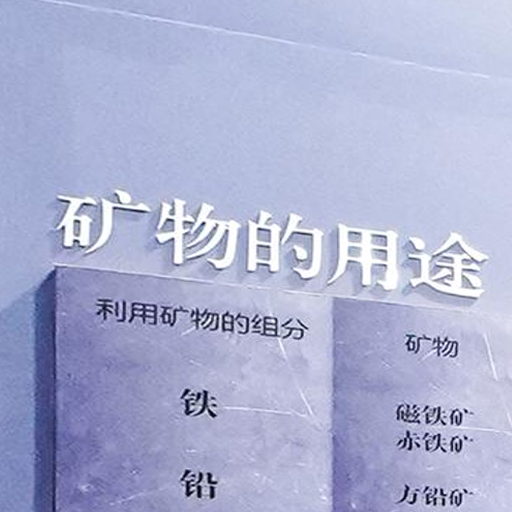 矿物的用途
利用矿物的组分
矿物
铁
磁铁矿
赤铁矿
铅
方铅矿